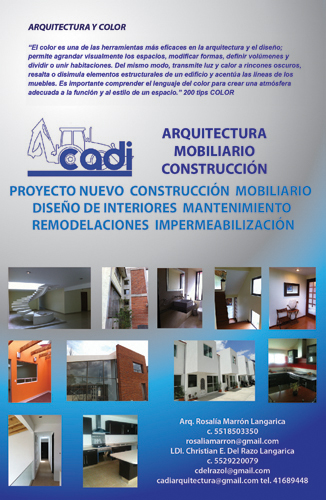 ARQUITECTURA Y COLOR
"El color es una de las herramientas más eficaces en la arquitectura y el diseño;
permite agrandar visualmente los espacios, modificar formas, definir volúmenes y
dividir o unir habitaciones. Del mismo modo, transmite luz y calor a rincones oscuros,
resalta o disimula elementos estructurales de un edificio y acentúa las líneas de los
muebles. Es importante comprender el lenguaje del color para crear una atmósfera
adecuada a la función y al estilo de un espacio." 200 tips COLOR
cadi
ARQUITECTURA
MOBILIARIO
CONSTRUCCIÓN
PROYECTO NUEVO CONSTRUCCIÓN MOBILIARIO
DISEÑO DE INTERIORES MANTENIMIENTO
REMODELACIONES IMPERMEABILIZACIÓN
Arq. Rosalía Marrón Langarica
c. 5518503350
rosaliamarron@gmail.com
LDI. Christian E. Del Razo Langarica
c. 5529220079
cdelrazol@gmail.com
cadiarquitectura@gmail.com tel. 41689448